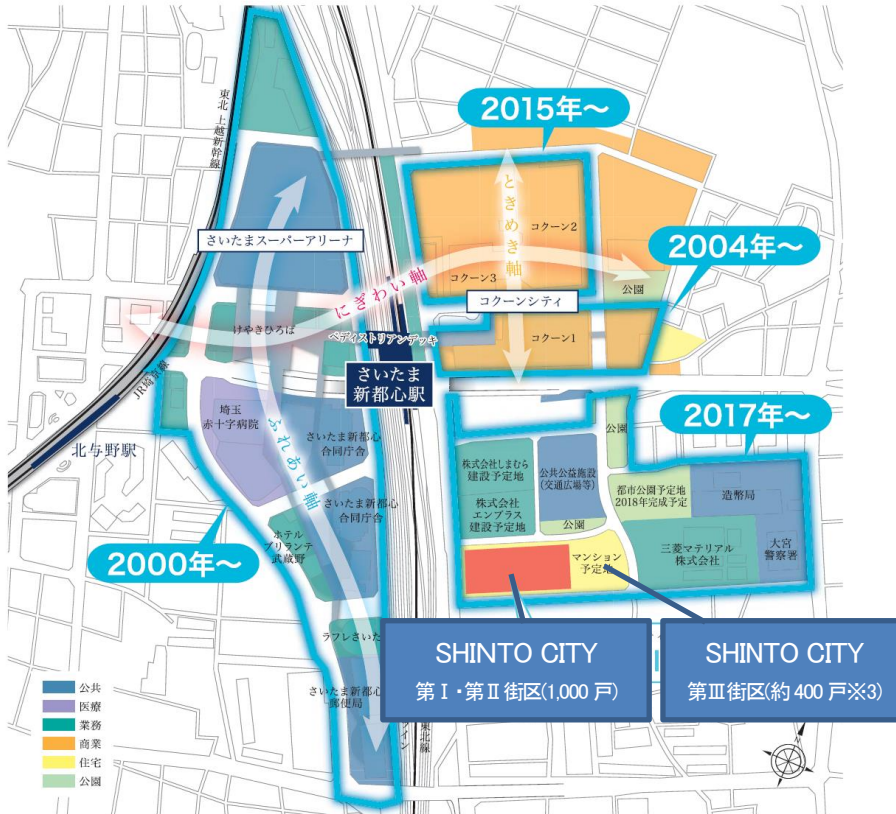 2015年～
東北 上越新幹線
ときめき軸
さいたまスーパーアリーナ
コクーン2
2004年～
にぎわい軸
コクーン3
公園
コクーンシティ
けやきひろば
ペディストリアンデッキ
コクーン1
さいたま
新都心駅
JR埼京線
埼玉
赤十字病院
2017年～
北与野駅
ふれあい軸
さいたま新都心
合同庁舎
公園
株式会社しまむら
建設予定地
公共公益施設
(交通広場等)
都市公園予定地
2018年完成予定
造幣局
さいたま新都心
合同庁舎
株式会社
エンプラス
建設予定地
公園
2000年～
ホテル
ブリランテ
武蔵野
マンション
予定地
三菱マテリアル
株式会社
大宮
警察署
ラフレさいた
SHINTO CITY
第Ⅰ・第Ⅱ街区(1,000 戸)
SHINTO CITY
第Ⅲ街区(約 400 戸※3)
さいたま新都心
郵便局
ライン
東北線
公共
医療
業務
商業
住宅
公園